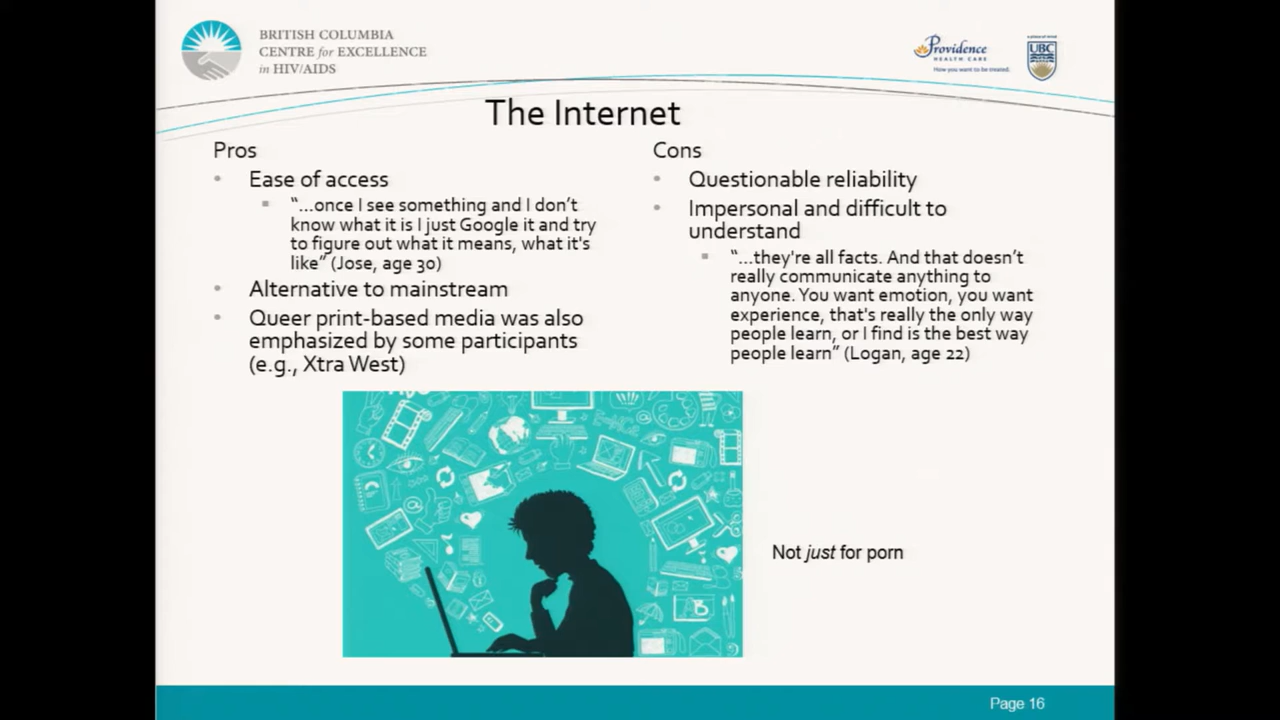 BRITISH COLUMBIA
CENTRE for EXCELLENCE
in HIV/AIDS
Providence
HEALTH CARE
How you want to be treated.
a place of mind
UBC
The Internet
Pros
• Ease of access
▪ “...once I see something and I don’t
know what it is I just Google it and try
to figure out what it means, what it's
like” (Jose, age 30)
• Alternative to mainstream
• Queer print-based media was also
emphasized by some participants
(e.g., Xtra West)
Cons
• Questionable reliability
• Impersonal and difficult to
understand
▪ “...they're all facts. And that doesn’t
really communicate anything to
anyone. You want emotion, you want
experience, that's really the only way
people learn, or I find is the best way
people learn” (Logan, age 22)
Not just for porn
Page 16